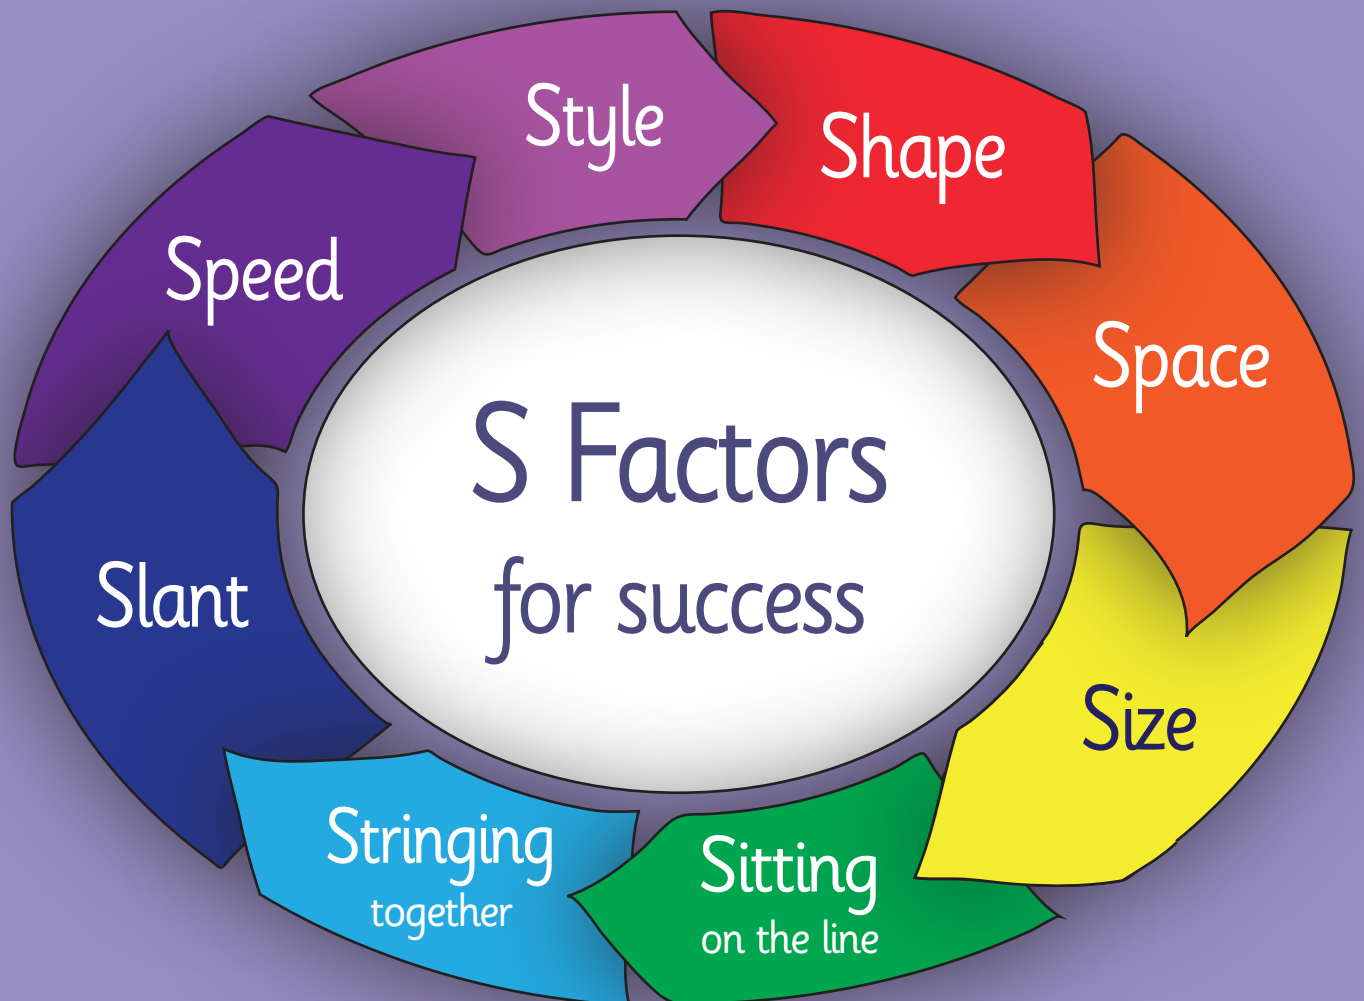 S Factors
for success
Shape
Space
Size
Sitting
on the line
Stringing
together
Slant
Speed
Style